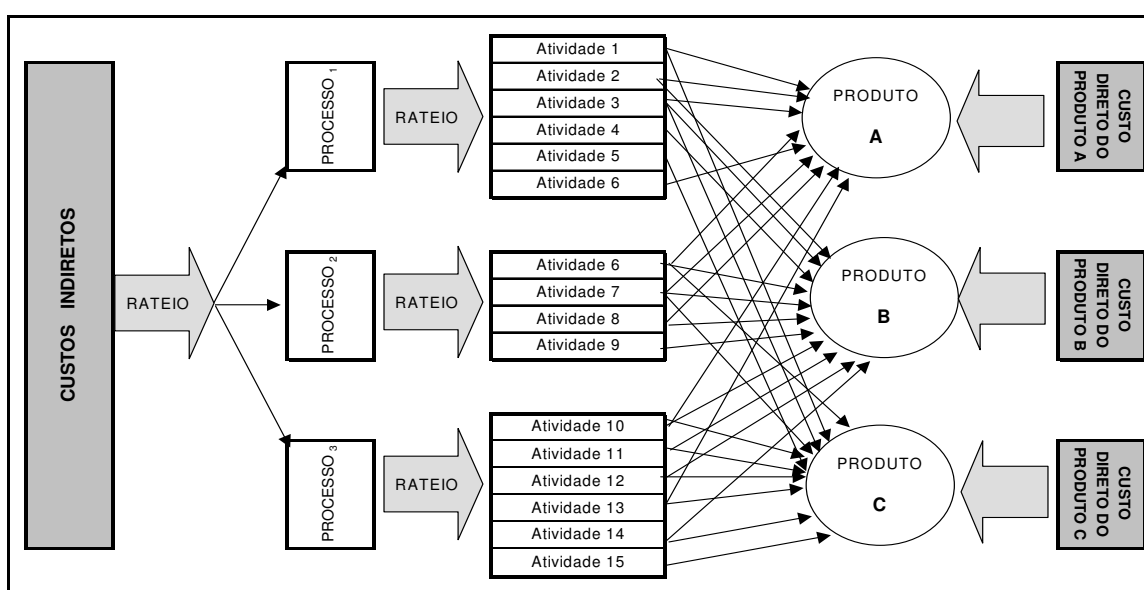 CUSTOS INDIRETOS
RATEIO
PROCESSO 1
RATEIO
Atividade 1
Atividade 2
Atividade 3
Atividade 4
Atividade 5
Atividade 6
PRODUTO
A
CUSTO
DIRETO DO
PRODUTO A
PROCESSO 2
RATEIO
Atividade 6
Atividade 7
Atividade 8
Atividade 9
PRODUTO
B
CUSTO
DIRETO DO
PRODUTO B
PROCESSO 3
RATEIO
Atividade 10
Atividade 11
Atividade 12
Atividade 13
Atividade 14
Atividade 15
PRODUTO
C
CUSTO
DIRETO DO
PRODUTO C